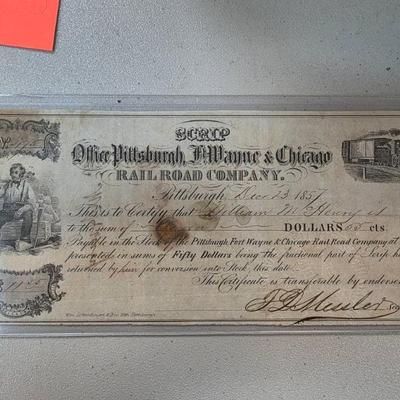 SCRIP
Office Pittsburgh, Ft. Wayne & Chicago
RAIL ROAD COMPANY.
Pittsburgh, Dec 23 1857
This is to Certify that William M Henry is
to the sum of DOLLARS cts.
Payable in the Stock of the Pittsburgh, Fort Wayne & Chicago Rail Road Company at
presented in sums of Fifty Dollars being the fractional part of Scrip
returned by him for conversion into Stock this date
This certificate is transferable by endorse